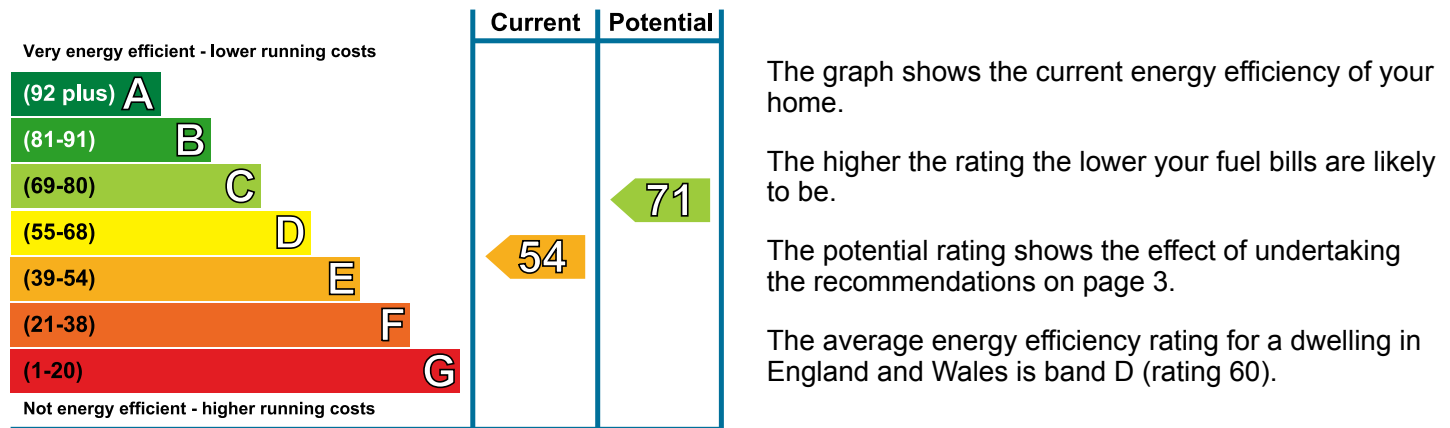 Current Potential
Very energy efficient - lower running costs
(92 plus) A
(81-91) B
(69-80) C
(55-68) D
(39-54) E
(21-38) F
(1-20) G
Not energy efficient - higher running costs
54
71
The graph shows the current energy efficiency of your
home.
The higher the rating the lower your fuel bills are likely
to be.
The potential rating shows the effect of undertaking
the recommendations on page 3.
The average energy efficiency rating for a dwelling in
England and Wales is band D (rating 60).